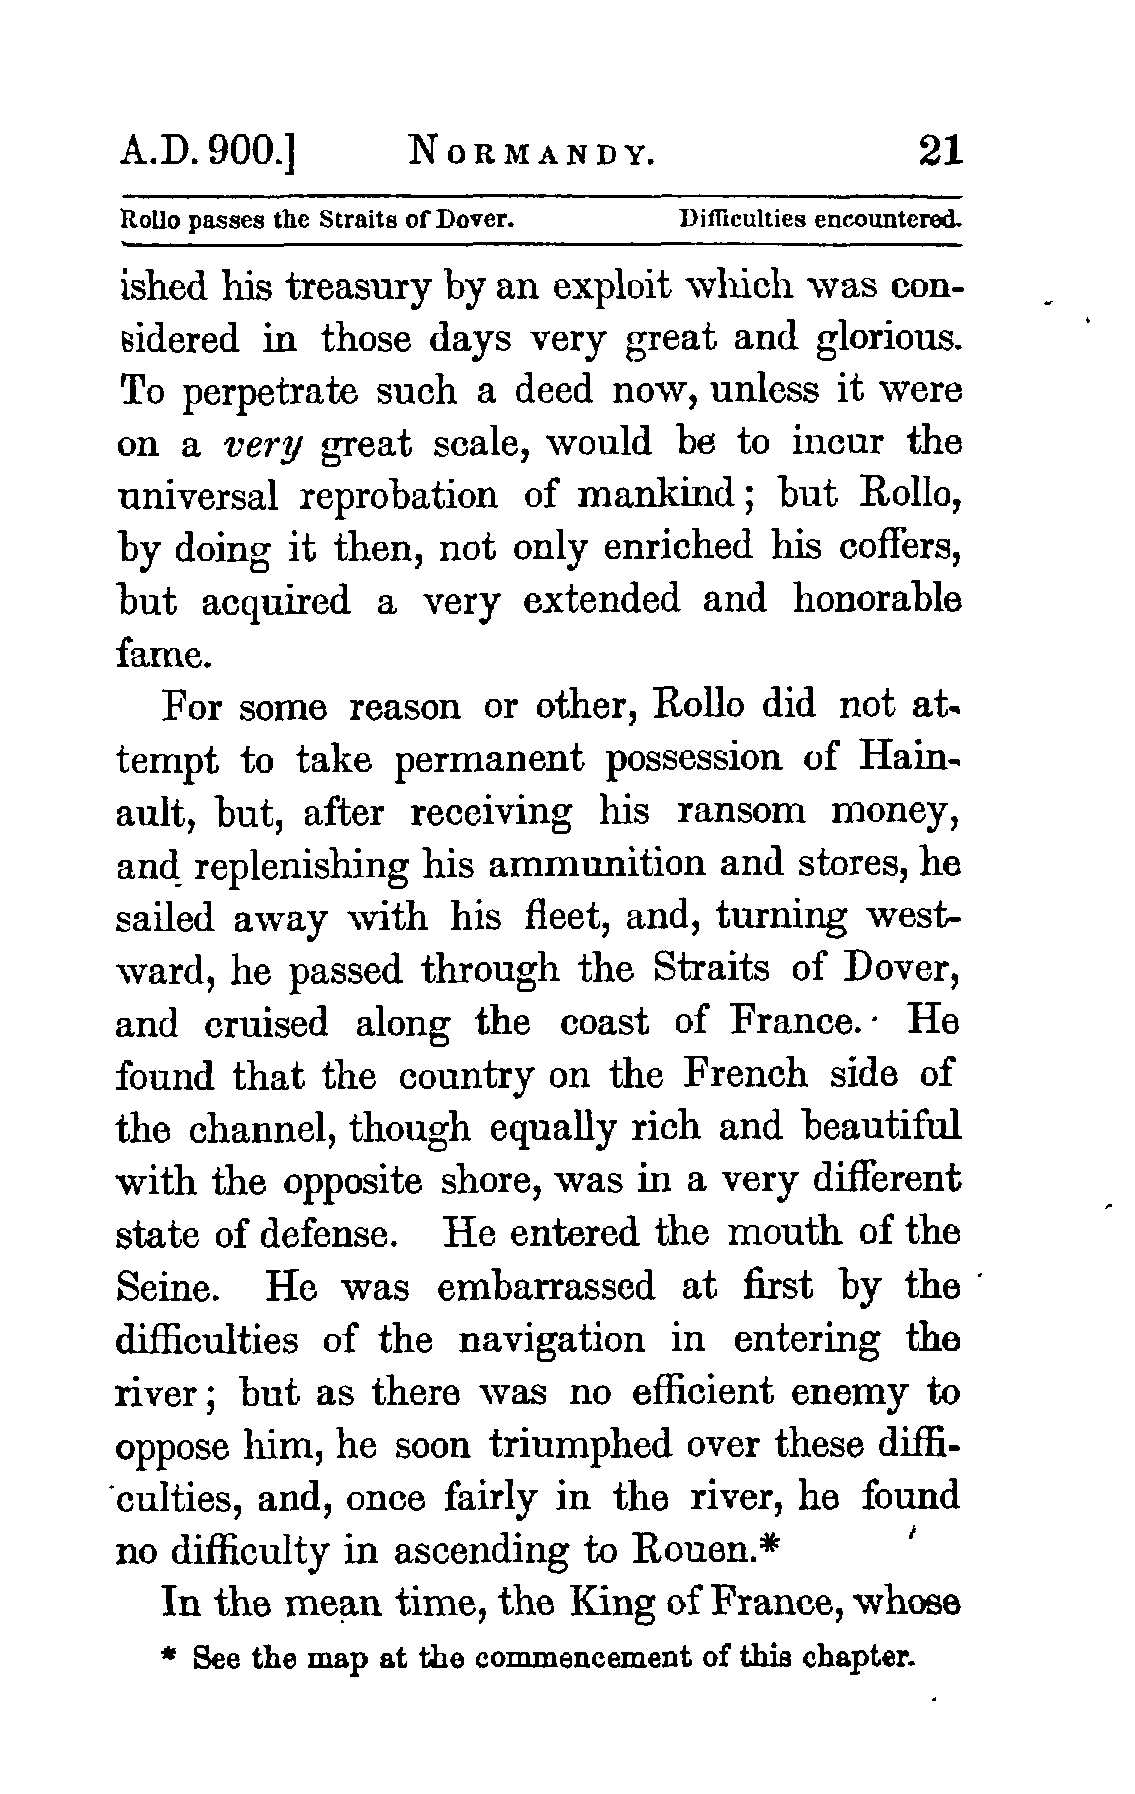 A.D. 900.] NORMANDY. 21
Rollo passes the Straits of Dover. Difficulties encountered.
ished his treasury by an exploit which was con-
sidered in those days very great and glorious.
To perpetrate such a deed now, unless it were
on a very great scale, would be to incur the
universal reprobation of mankind; but Rollo,
by doing it then, not only enriched his coffers,
but acquired a very extended and honorable
fame.
For some reason or other, Rollo did not at-
tempt to take permanent possession of Hain-
ault, but, after receiving his ransom money,
and replenishing his ammunition and stores, he
sailed away with his fleet, and, turning west-
ward, he passed through the Straits of Dover,
and cruised along the coast of France. He
found that the country on the French side of
the channel, though equally rich and beautiful
with the opposite shore, was in a very different
state of defense. He entered the mouth of the
Seine. He was embarrassed at first by the
difficulties of the navigation in entering the
river; but as there was no efficient enemy to
oppose him, he soon triumphed over these diffi-
culties, and, once fairly in the river, he found
no difficulty in ascending to Rouen.*
In the mean time, the King of France, whose
* See the map at the commencement of this chapter.